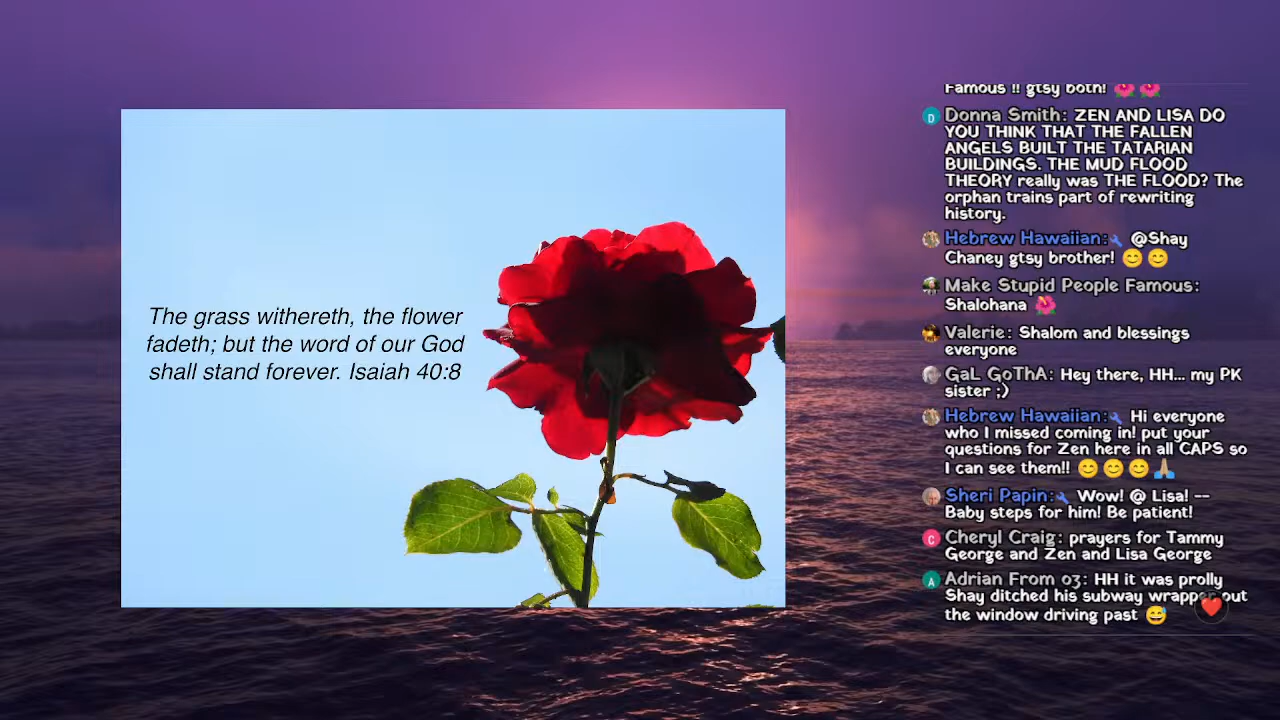 The grass withereth, the flower
fadeth; but the word of our God
shall stand forever. Isaiah 40:8
Famous !! gtsy both! 🌺🌺
D Donna Smith: ZEN AND LISA DO
YOU THINK THAT THE FALLEN
ANGELS BUILT THE TATARIAN
BUILDINGS. THE MUD FLOOD
THEORY really was THE FLOOD? The
orphan trains part of rewriting
history.
Hebrew Hawaiian: @Shay
Chaney gtsy brother! 😊😊
Make Stupid People Famous:
Shalohana 🌺
Valerie: Shalom and blessings
everyone
GaL GoThA: Hey there, HH... my PK
sister ;)
Hebrew Hawaiian: Hi everyone
who I missed coming in! put your
questions for Zen here in all CAPS so
I can see them!! 😊😊😊🙏🏼
Sheri Papin: Wow! @ Lisa! --
Baby steps for him! Be patient!
C Cheryl Craig: prayers for Tammy
George and Zen and Lisa George
A Adrian From 03: HH it was prolly
Shay ditched his subway wrapper out
the window driving past 😅